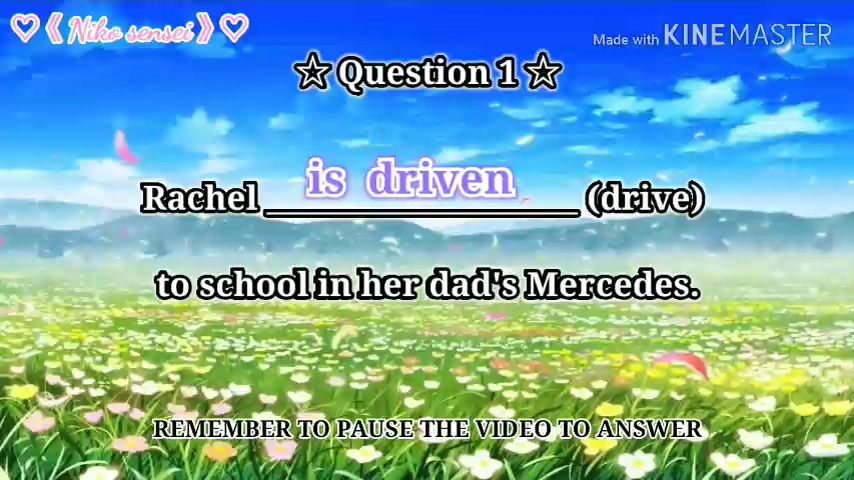 ♡《 Niko sensei 》♡
Made with KINEMASTER
☆ Question 1 ☆
is driven
Rachel ____________________ (drive)
to school in her dad's Mercedes.
REMEMBER TO PAUSE THE VIDEO TO ANSWER